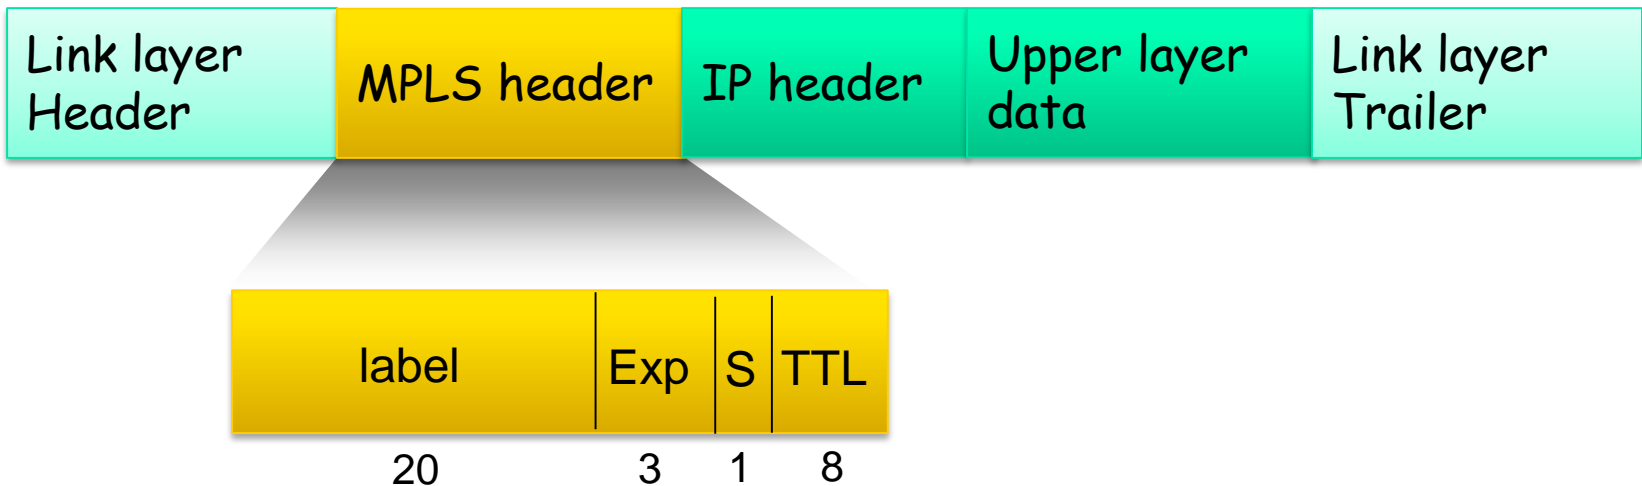 Link layer
Header
MPLS header
IP header
Upper layer
data
Link layer
Trailer
label
Exp
S
TTL
20
3
1
8